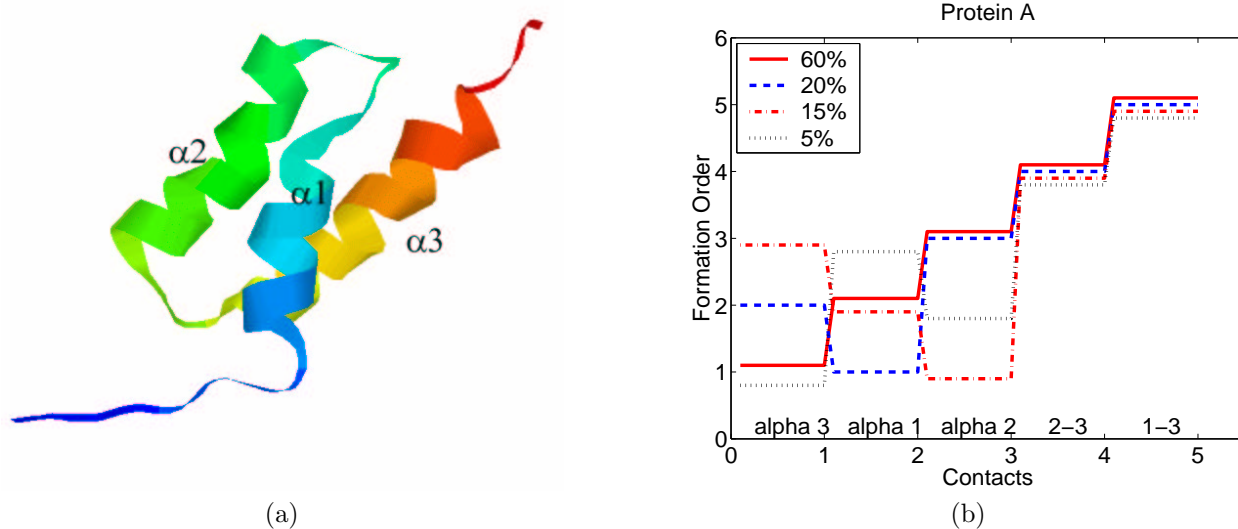 α2
α1
α3
(a)
Protein A
6
5
4
3
2
1
0
Formation Order
60%
20%
15%
5%
alpha 3 alpha 1 alpha 2 2−3 1−3
0 1 2 3 4 5
Contacts
(b)